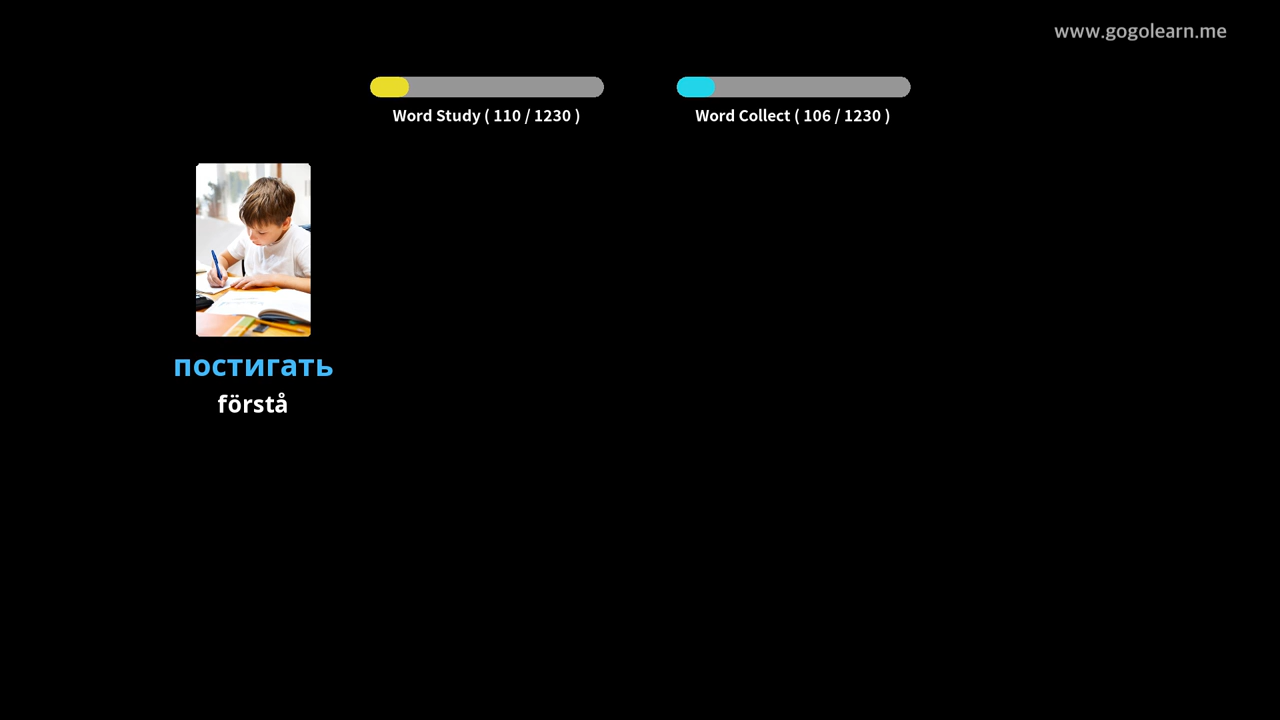 www.gogolearn.me
Word Study ( 110 / 1230 )
Word Collect ( 106 / 1230 )
постигать
förstå